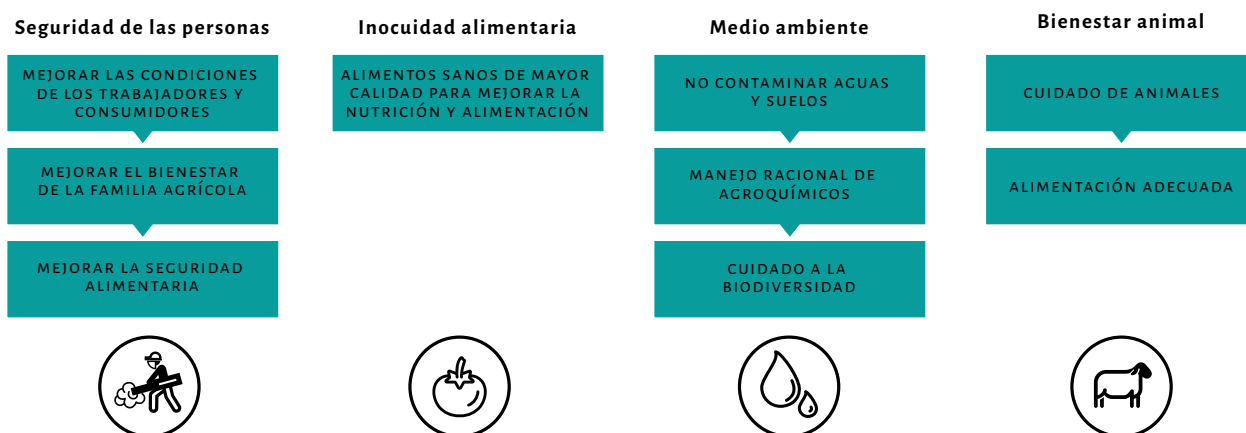 Seguridad de las personas
MEJORAR LAS CONDICIONES
DE LOS TRABAJADORES Y
CONSUMIDORES
MEJORAR EL BIENESTAR
DE LA FAMILIA AGRÍCOLA
MEJORAR LA SEGURIDAD
ALIMENTARIA
Inocuidad alimentaria
ALIMENTOS SANOS DE MAYOR
CALIDAD PARA MEJORAR LA
NUTRICIÓN Y ALIMENTACIÓN
Medio ambiente
NO CONTAMINAR AGUAS
Y SUELOS
MANEJO RACIONAL DE
AGROQUÍMICOS
CUIDADO A LA
BIODIVERSIDAD
Bienestar animal
CUIDADO DE ANIMALES
ALIMENTACIÓN ADECUADA